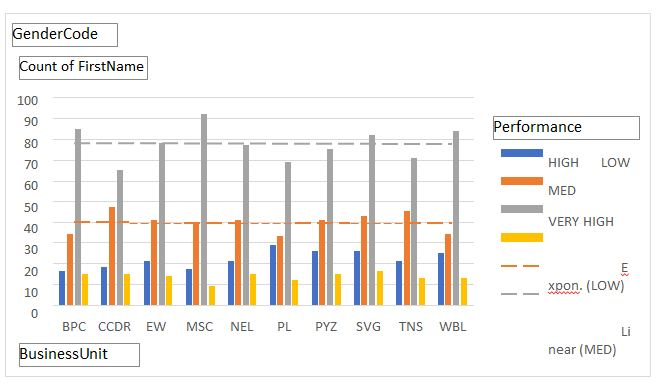 GenderCode
Count of FirstName
100
90
80
70
60
50
40
30
20
10
0
BPC CCDR EW MSC NEL PL PYZ SVG TNS WBL
BusinessUnit
Performance
HIGH LOW
MED
VERY HIGH
E
xpon. (LOW)
Li
near (MED)